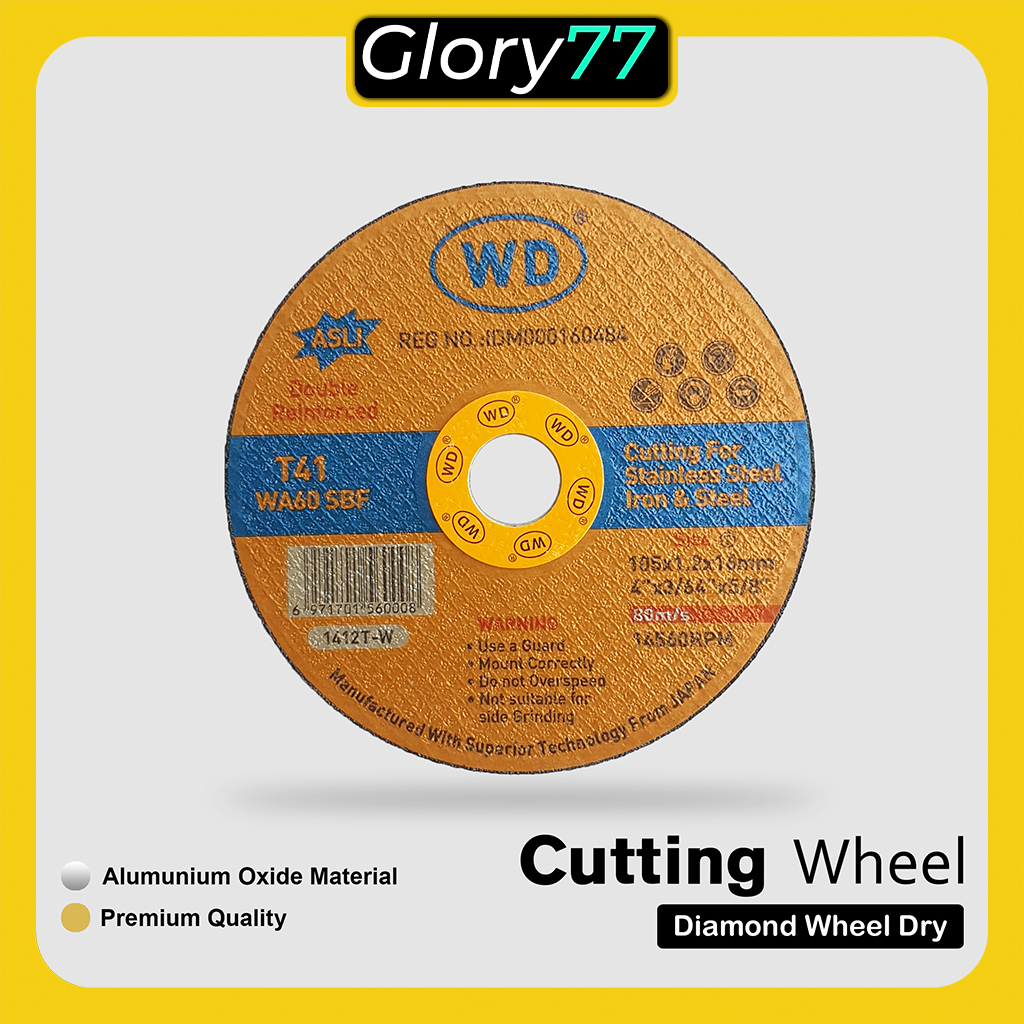 Glory77
WD®
ASLI
REG NO.:IDM000160484
Double
Reinforced
WD®
WD®
WD®
WD®
WD®
WD®
T41
WA60 SBF
Cutting For
Stainless Steel
Iron & Steel
Size
105x1.2x16mm
4"x3/64"x5/8"
80m/s
14560RPM
6 971701 560008
1412T-W
WARNING
• Use a Guard
• Mount Correctly
• Do not Overspeed
• Not suitable for
side Grinding
Manufactured With Superior Technology From JAPAN
Cutting Wheel
Diamond Wheel Dry
Alumunium Oxide Material
Premium Quality